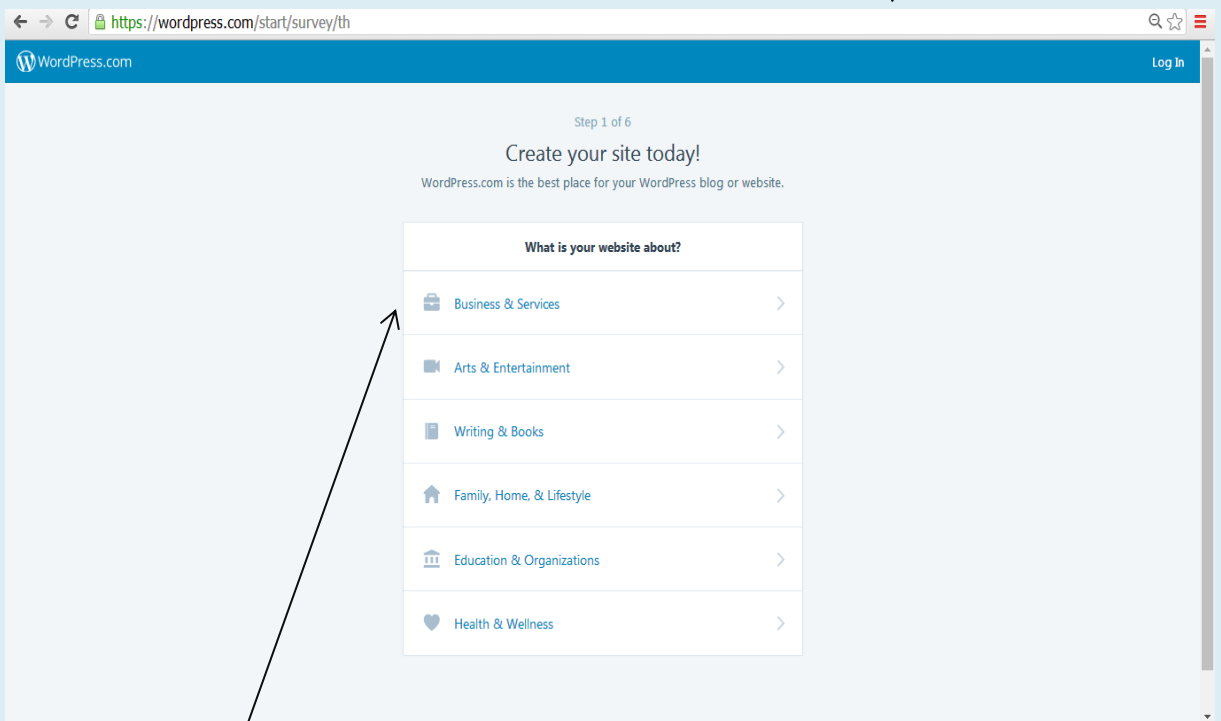 https://wordpress.com/start/survey/th
WordPress.com
Log In
Step 1 of 6
Create your site today!
WordPress.com is the best place for your WordPress blog or website.
What is your website about?
Business & Services
Arts & Entertainment
Writing & Books
Family, Home, & Lifestyle
Education & Organizations
Health & Wellness